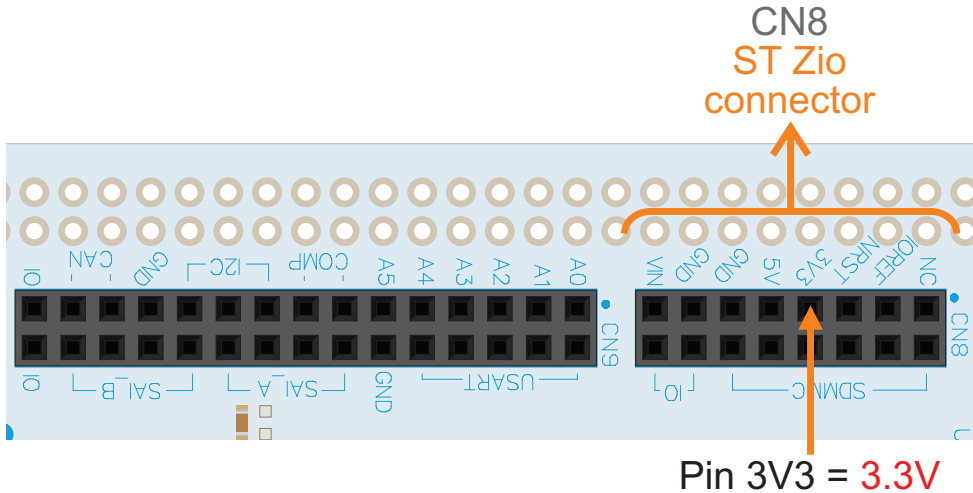 CN8
ST Zio
connector
IO
CAN
-
-
GND
I2C
COMP
-
-
A5
A4
A3
A2
A1
A0
VIN
GND
GND
5V
3V3
NRST
IOREF
NC
CN9
CN8
IO
SAI_B
SAI_A
GND
USART
IO
SDMMC
U
Pin 3V3 = 3.3V